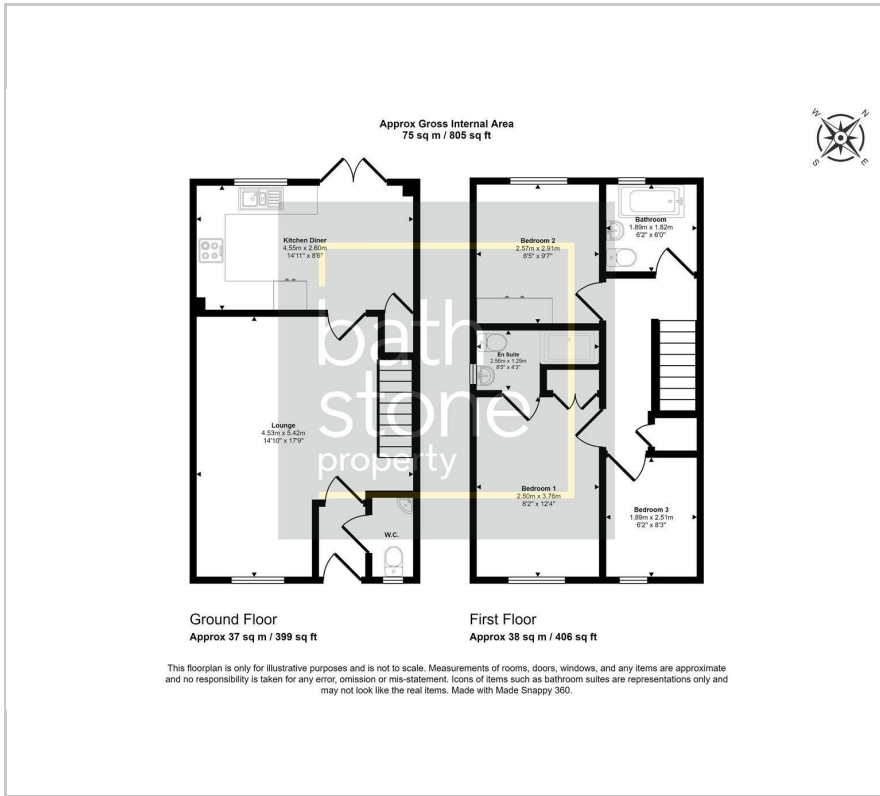 Approx Gross Internal Area
75 sq m / 805 sq ft
W
N
S
E
Kitchen Diner
4.55m x 2.60m
14'11" x 8'6"
Lounge
4.53m x 5.42m
14'10" x 17'9"
W.C.
Bedroom 2
2.57m x 2.91m
8'5" x 9'7"
Bathroom
1.89m x 1.82m
6'2" x 6'0"
En Suite
2.56m x 1.29m
8'5" x 4'3"
Bedroom 1
2.50m x 3.76m
8'2" x 12'4"
Bedroom 3
1.89m x 2.51m
6'2" x 8'3"
bath
stone
property
Ground Floor
Approx 37 sq m / 399 sq ft
First Floor
Approx 38 sq m / 406 sq ft
This floorplan is only for illustrative purposes and is not to scale. Measurements of rooms, doors, windows, and any items are approximate
and no responsibility is taken for any error, omission or mis-statement. Icons of items such as bathroom suites are representations only and
may not look like the real items. Made with Made Snappy 360.